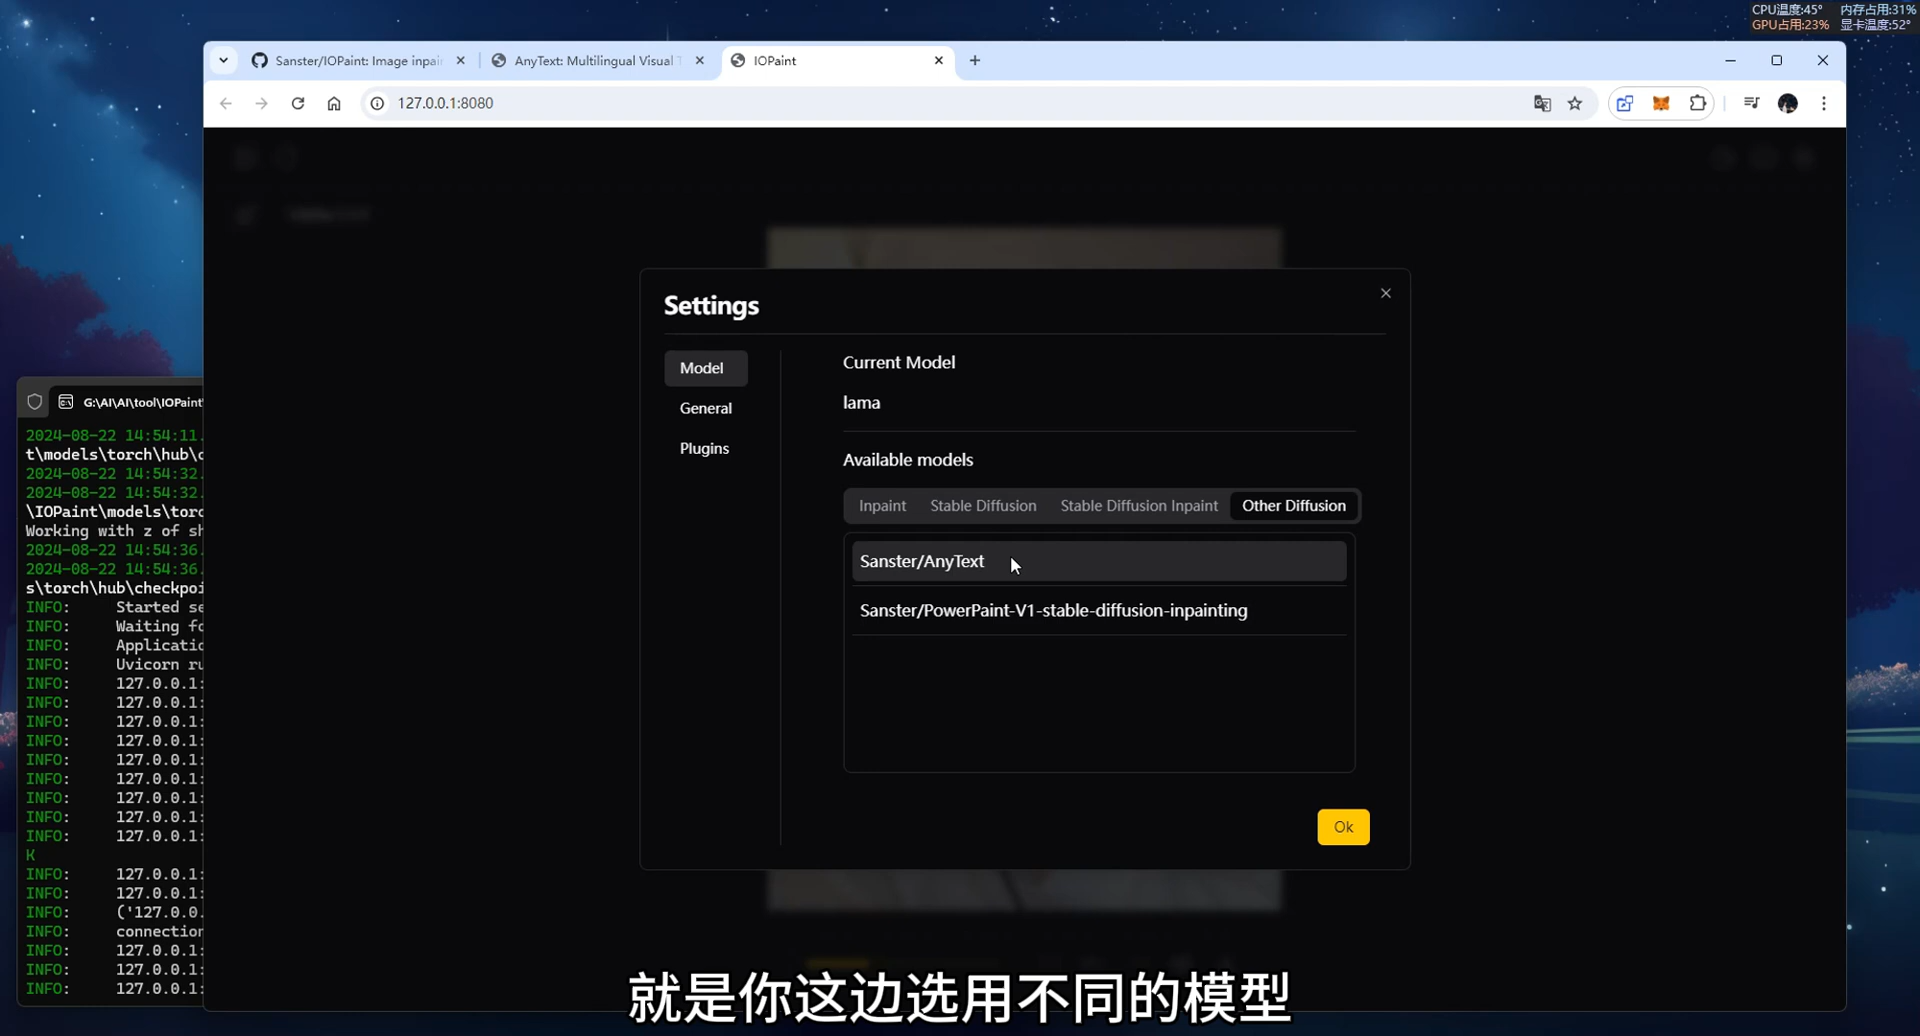 CPU温度:45° 内存占用:31%
GPU占用:23% 显卡温度:52°
Sanster/IOPaint: Image inpai
AnyText: Multilingual Visual T
IOPaint
127.0.0.1:8080
Settings
Model
General
Plugins
Current Model
lama
Available models
Inpaint
Stable Diffusion
Stable Diffusion Inpaint
Other Diffusion
Sanster/AnyText
Sanster/PowerPaint-V1-stable-diffusion-inpainting
Ok
G:\AI\AI\tool\IOPaint\
2024-08-22 14:54:11.
t\models\torch\hub\c
2024-08-22 14:54:32.
2024-08-22 14:54:32.
\IOPaint\models\torc
Working with z of sh
2024-08-22 14:54:36.
2024-08-22 14:54:36.
s\torch\hub\checkpoi
INFO: Started se
INFO: Waiting fo
INFO: Applicatio
INFO: Uvicorn ru
INFO: 127.0.0.1:
INFO: 127.0.0.1:
INFO: 127.0.0.1:
INFO: 127.0.0.1:
INFO: 127.0.0.1:
INFO: 127.0.0.1:
INFO: 127.0.0.1:
INFO: 127.0.0.1:
INFO: 127.0.0.1:
K
INFO: 127.0.0.1:
INFO: 127.0.0.1:
INFO: ('127.0.0.
INFO: connection
INFO: 127.0.0.1:
INFO: 127.0.0.1:
INFO: 127.0.0.1:
就是你这边选用不同的模型